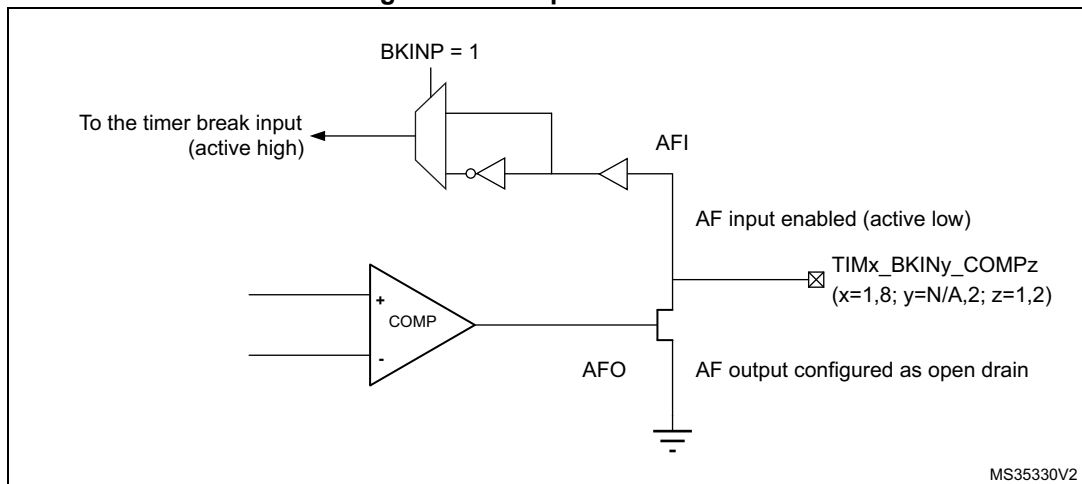 BKINP = 1
To the timer break input
(active high)
AFI
AF input enabled (active low)
TIMx_BKINy_COMPz
(x=1,8; y=N/A,2; z=1,2)
+
COMP
-
AFO
AF output configured as open drain
MS35330V2